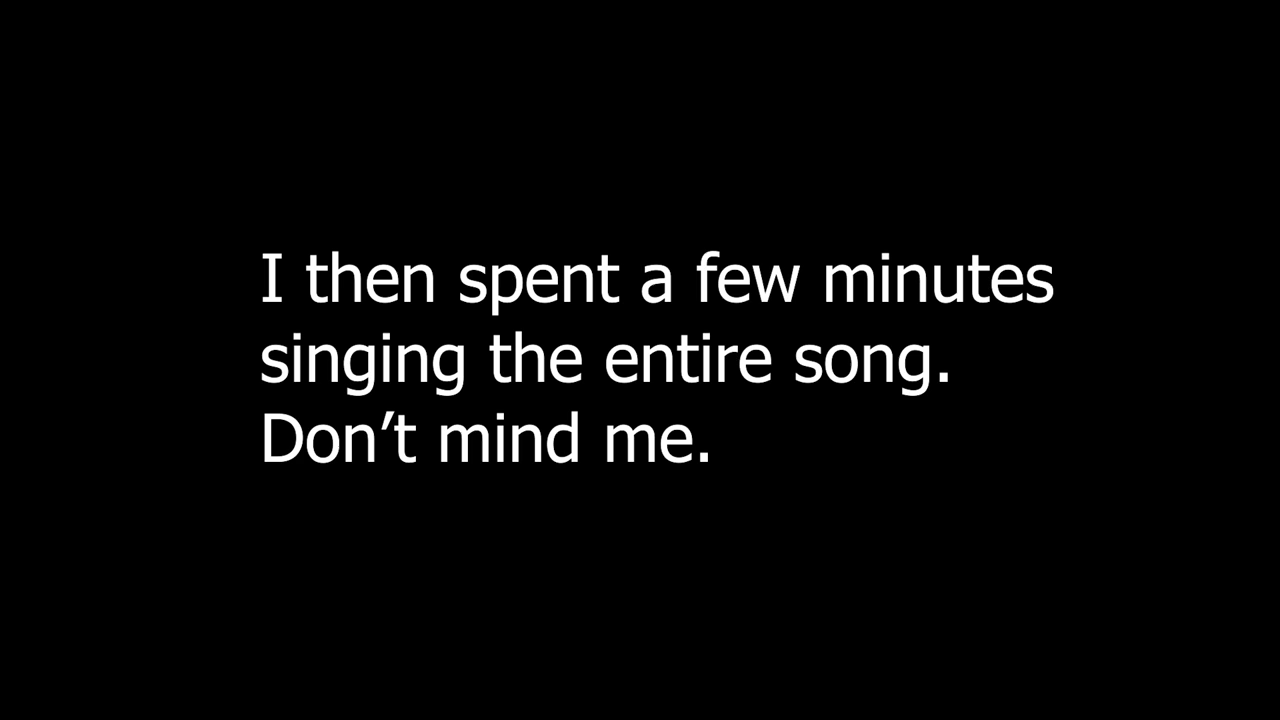 I then spent a few minutes
singing the entire song.
Don’t mind me.